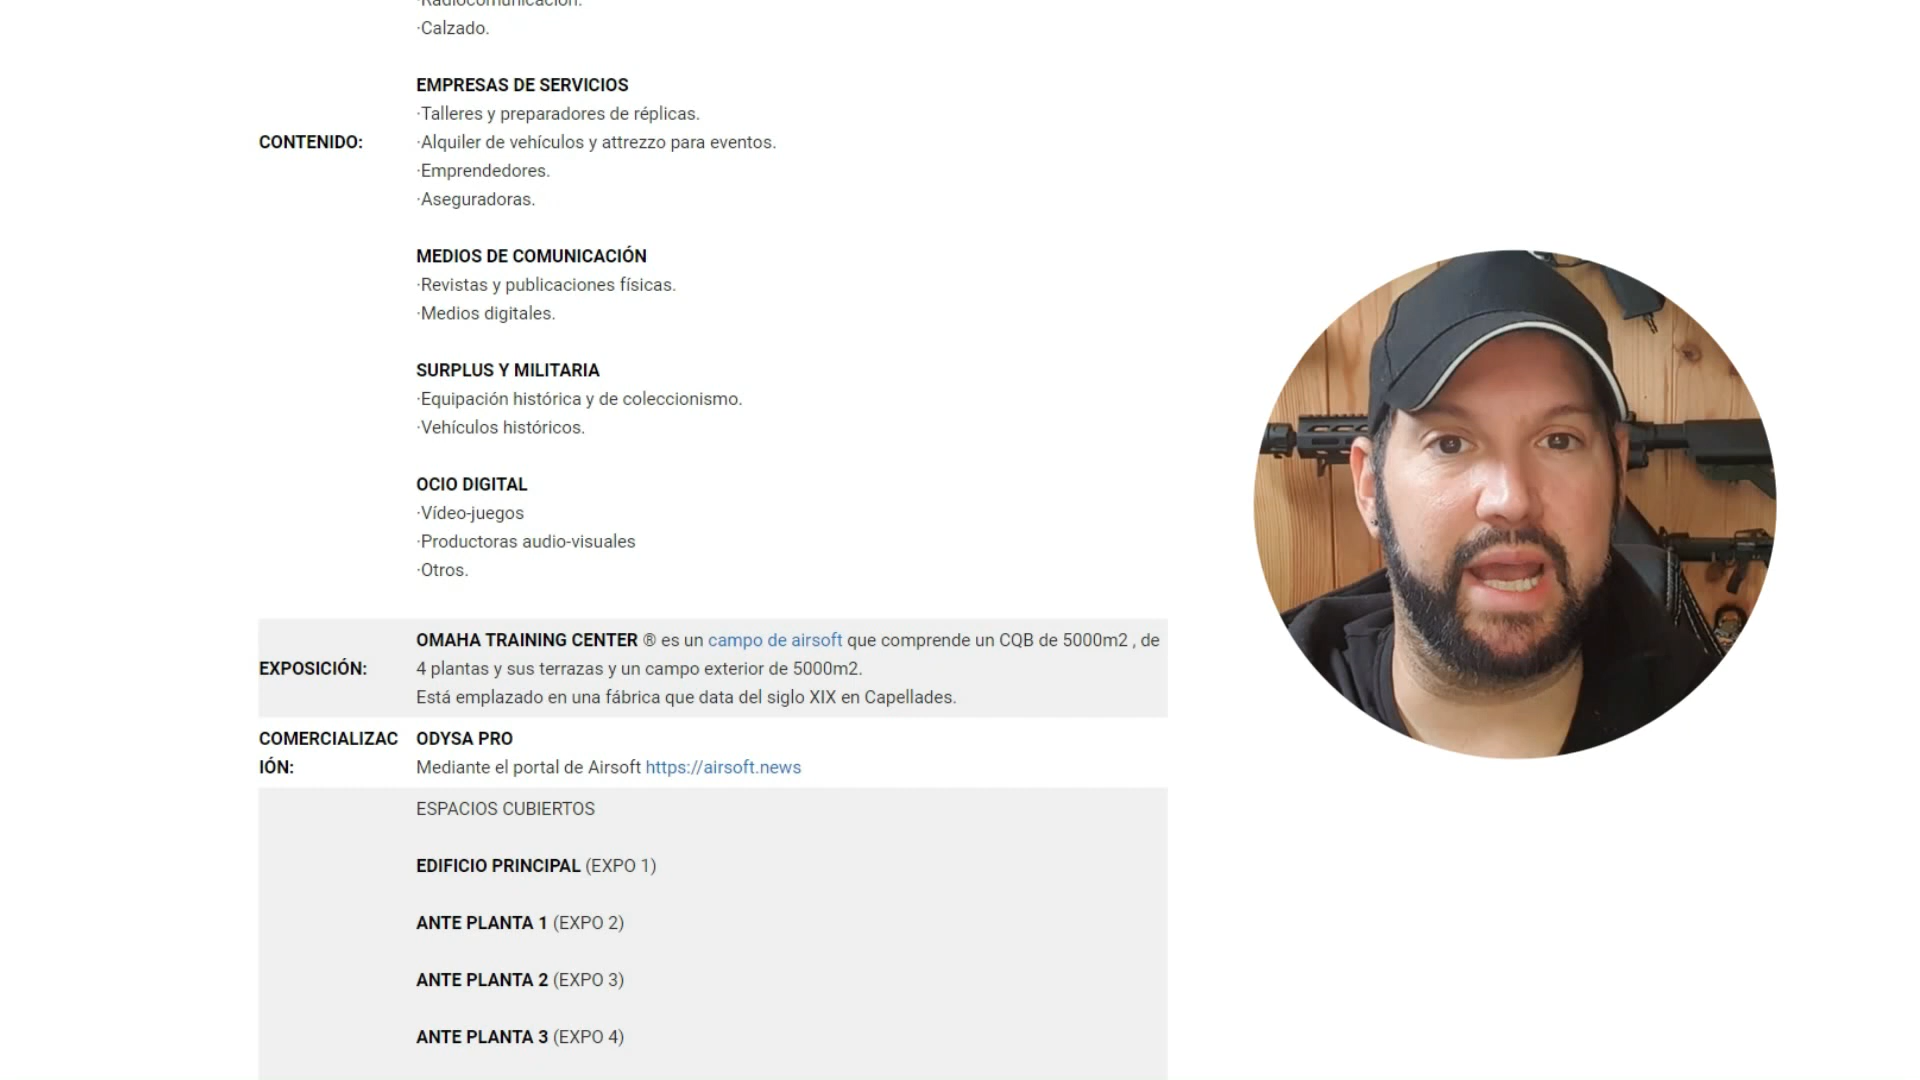 ·Radiocomunicación.
·Calzado.
EMPRESAS DE SERVICIOS
·Talleres y preparadores de réplicas.
CONTENIDO:
·Alquiler de vehículos y attrezzo para eventos.
·Emprendedores.
·Aseguradoras.
MEDIOS DE COMUNICACIÓN
·Revistas y publicaciones físicas.
·Medios digitales.
SURPLUS Y MILITARIA
·Equipación histórica y de coleccionismo.
·Vehículos históricos.
OCIO DIGITAL
·Vídeo-juegos
·Productoras audio-visuales
·Otros.
EXPOSICIÓN:
OMAHA TRAINING CENTER ® es un campo de airsoft que comprende un CQB de 5000m2 , de
4 plantas y sus terrazas y un campo exterior de 5000m2.
Está emplazado en una fábrica que data del siglo XIX en Capellades.
COMERCIALIZAC
IÓN:
ODYSA PRO
Mediante el portal de Airsoft https://airsoft.news
ESPACIOS CUBIERTOS
EDIFICIO PRINCIPAL (EXPO 1)
ANTE PLANTA 1 (EXPO 2)
ANTE PLANTA 2 (EXPO 3)
ANTE PLANTA 3 (EXPO 4)